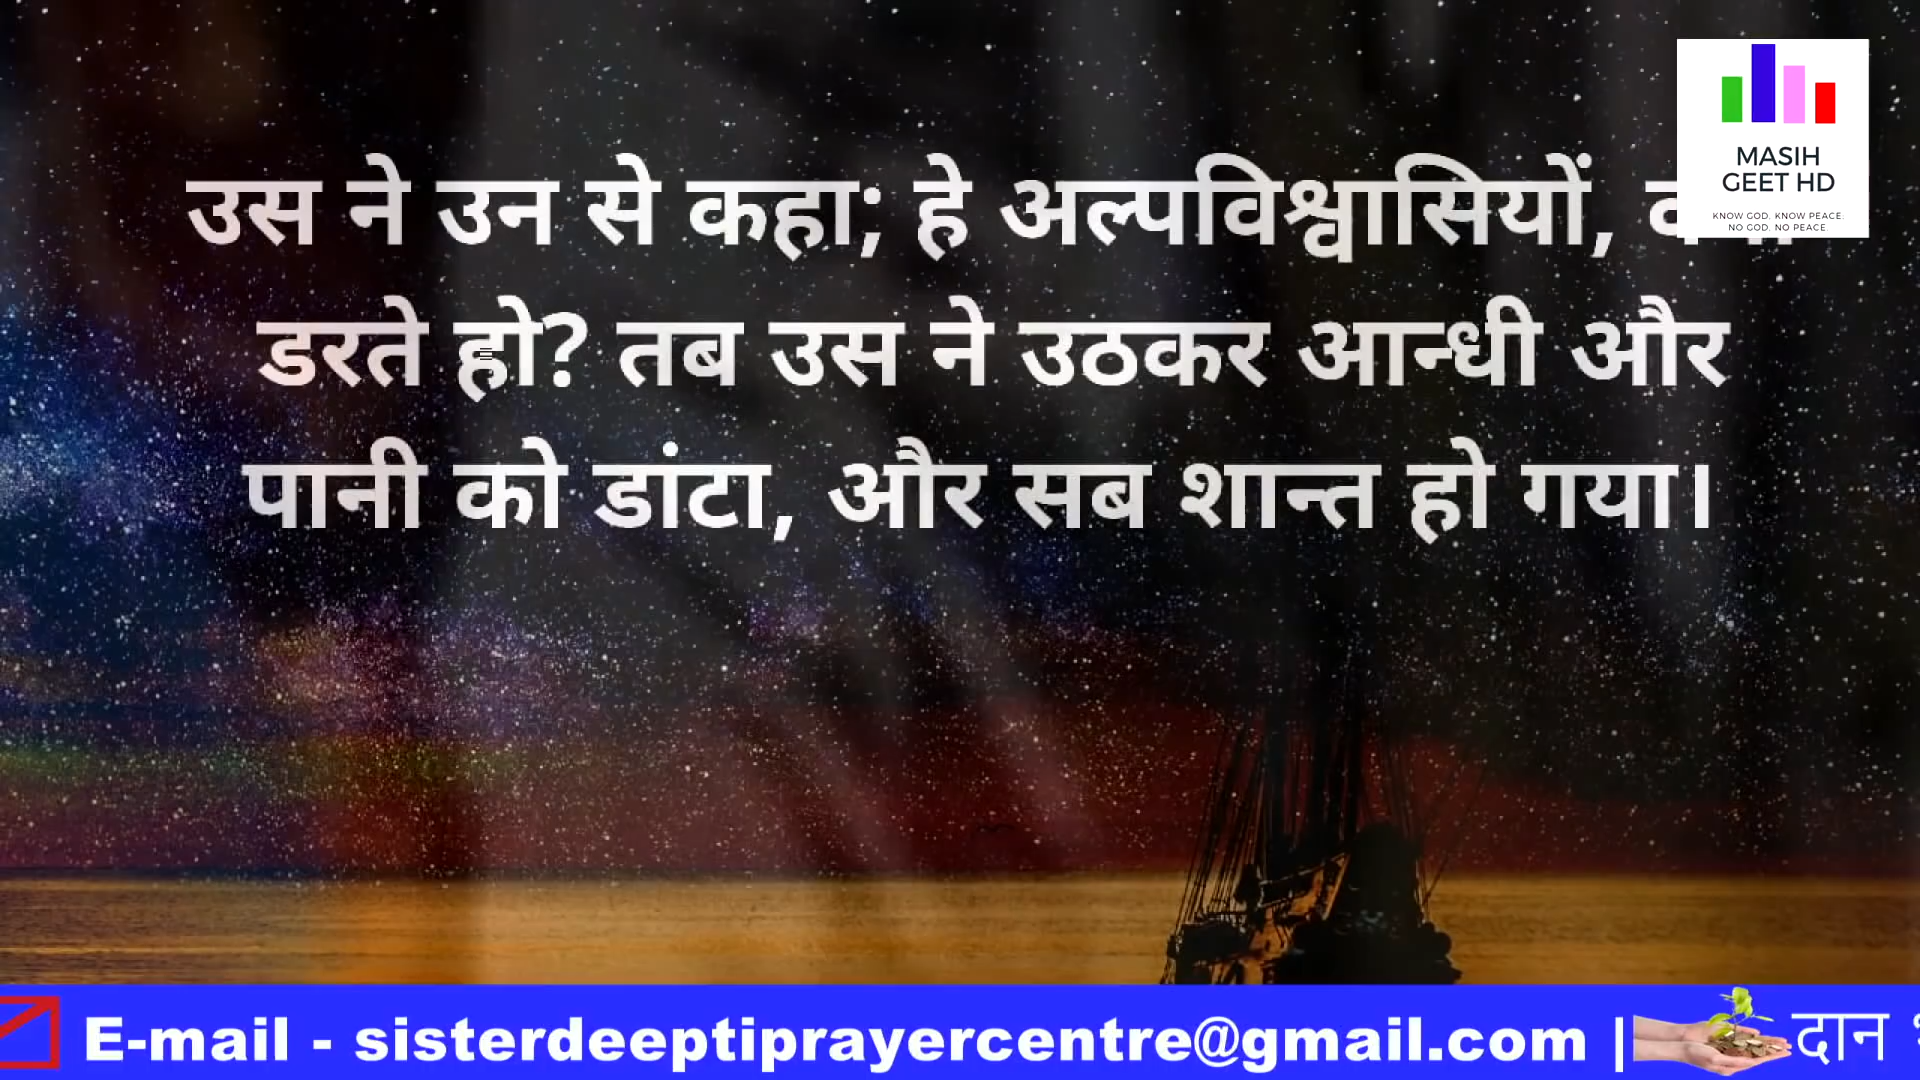 उस ने उन से कहा; हे अल्पविश्वासियों,
डरते हो? तब उस ने उठकर आन्धी और
पानी को डांटा, और सब शान्त हो गया।
MASIH
GEET HD
KNOW GOD. KNOW PEACE.
NO GOD. NO PEACE
E-mail - sisterdeeptiprayercentre@gmail.com | दान